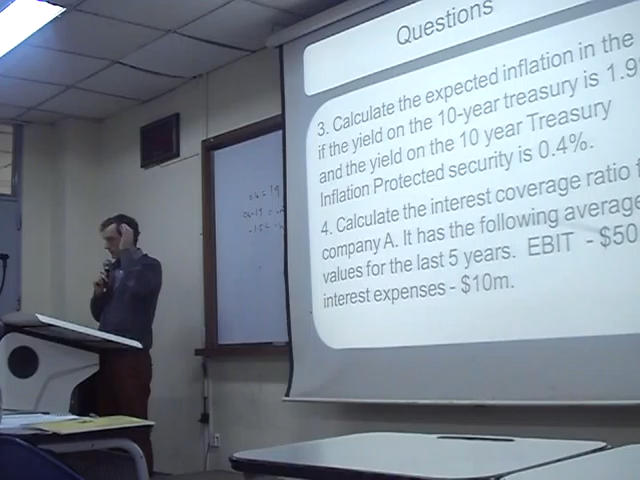 Questions
3. Calculate the expected inflation in the
if the yield on the 10-year treasury is 1.9
and the yield on the 10 year Treasury
Inflation Protected security is 0.4%.
4. Calculate the interest coverage ratio
company A. It has the following average
values for the last 5 years. EBIT - $50
interest expenses - $10m.